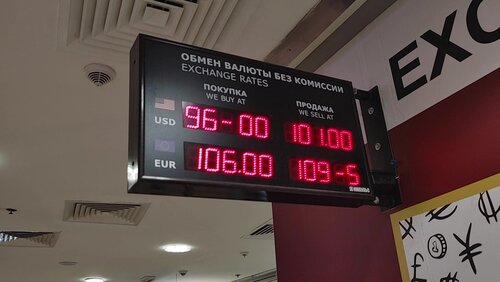 ОБМЕН ВАЛЮТЫ БЕЗ КОМИССИИ
EXCHANGE RATES
ПОКУПКА ПРОДАЖА
WE BUY AT WE SELL AT
USD 96-00 101.00
EUR 106.00 109-5
EXC